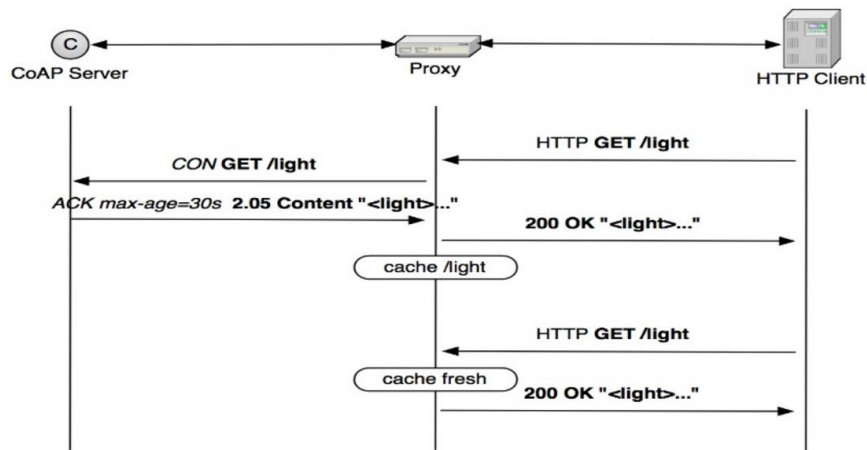 C
CoAP Server
Proxy
HTTP Client
HTTP GET /light
CON GET /light
ACK max-age=30s 2.05 Content "<light>..."
200 OK "<light>..."
cache /light
HTTP GET /light
cache fresh
200 OK "<light>..."